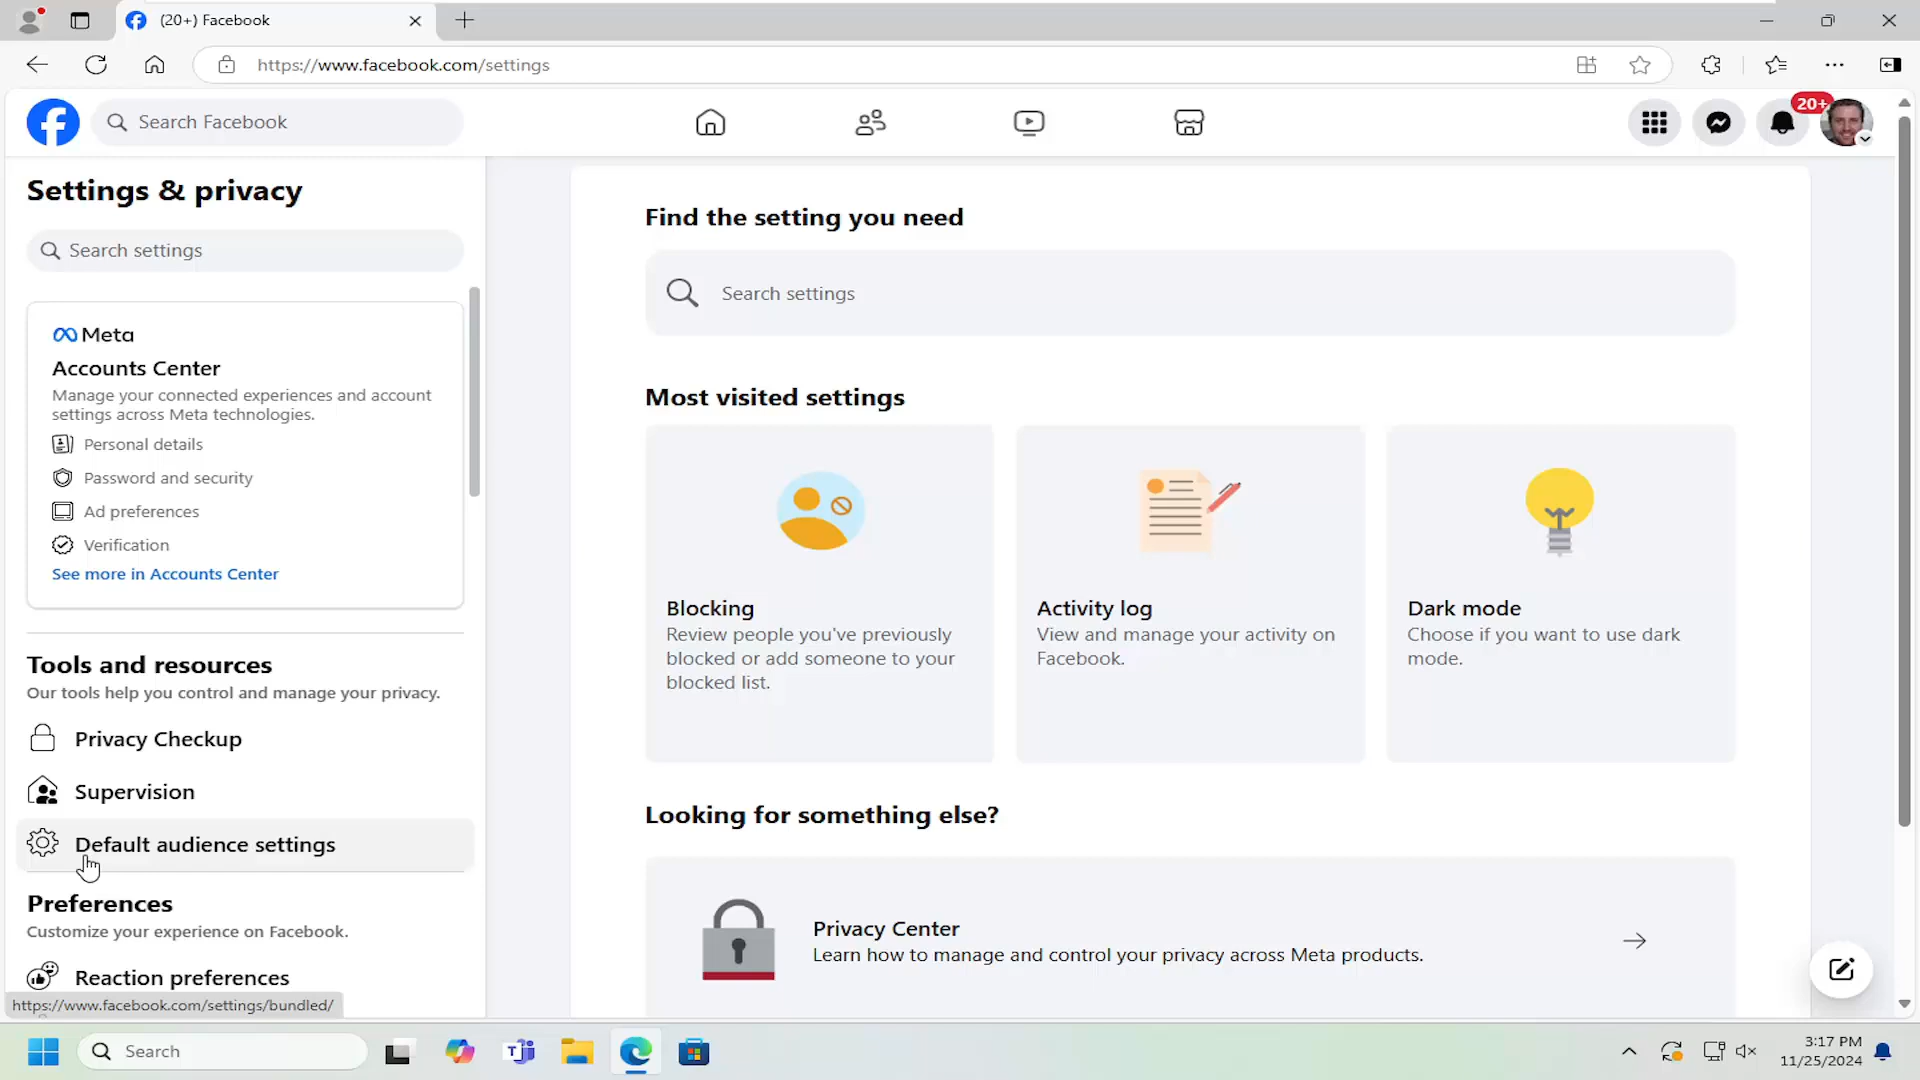 (20+) Facebook
https://www.facebook.com/settings
Search Facebook
20+
Settings & privacy
Search settings
Meta
Accounts Center
Manage your connected experiences and account
settings across Meta technologies.
Personal details
Password and security
Ad preferences
Verification
See more in Accounts Center
Tools and resources
Our tools help you control and manage your privacy.
Privacy Checkup
Supervision
Default audience settings
Preferences
Customize your experience on Facebook.
Reaction preferences
https://www.facebook.com/settings/bundled/
Find the setting you need
Search settings
Most visited settings
Blocking
Review people you've previously
blocked or add someone to your
blocked list.
Activity log
View and manage your activity on
Facebook.
Dark mode
Choose if you want to use dark
mode.
Looking for something else?
Privacy Center
Learn how to manage and control your privacy across Meta products.
Search
3:17 PM
11/25/2024